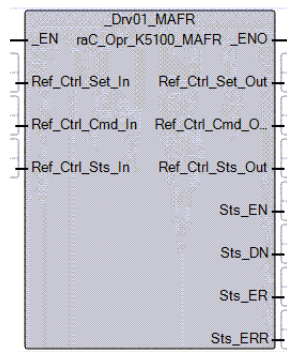 _Drv01_MAFR
_EN raC_Opr_K5100_MAFR _ENO
Ref_Ctrl_Set_In Ref_Ctrl_Set_Out
Ref_Ctrl_Cmd_In Ref_Ctrl_Cmd_O..
Ref_Ctrl_Sts_In Ref_Ctrl_Sts_Out
Sts_EN
Sts_DN
Sts_ER
Sts_ERR